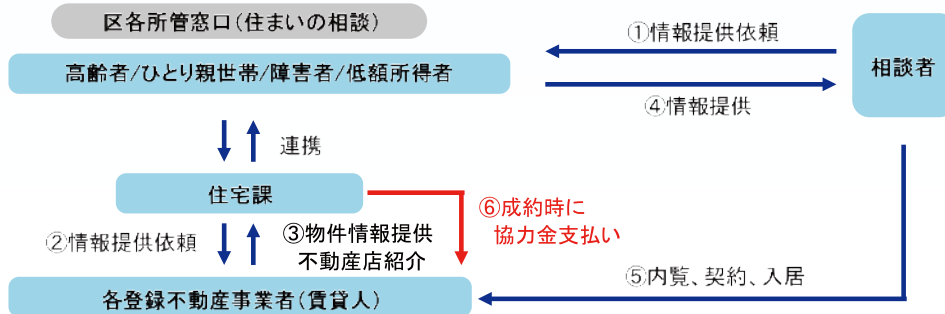 区各所管窓口(住まいの相談)
高齢者/ひとり親世帯/障害者/低額所得者
①情報提供依頼
相談者
④情報提供
連携
住宅課
②情報提供依頼
③物件情報提供
不動産店紹介
⑥成約時に
協力金支払い
⑤内覧、契約、入居
各登録不動産事業者(賃貸人)